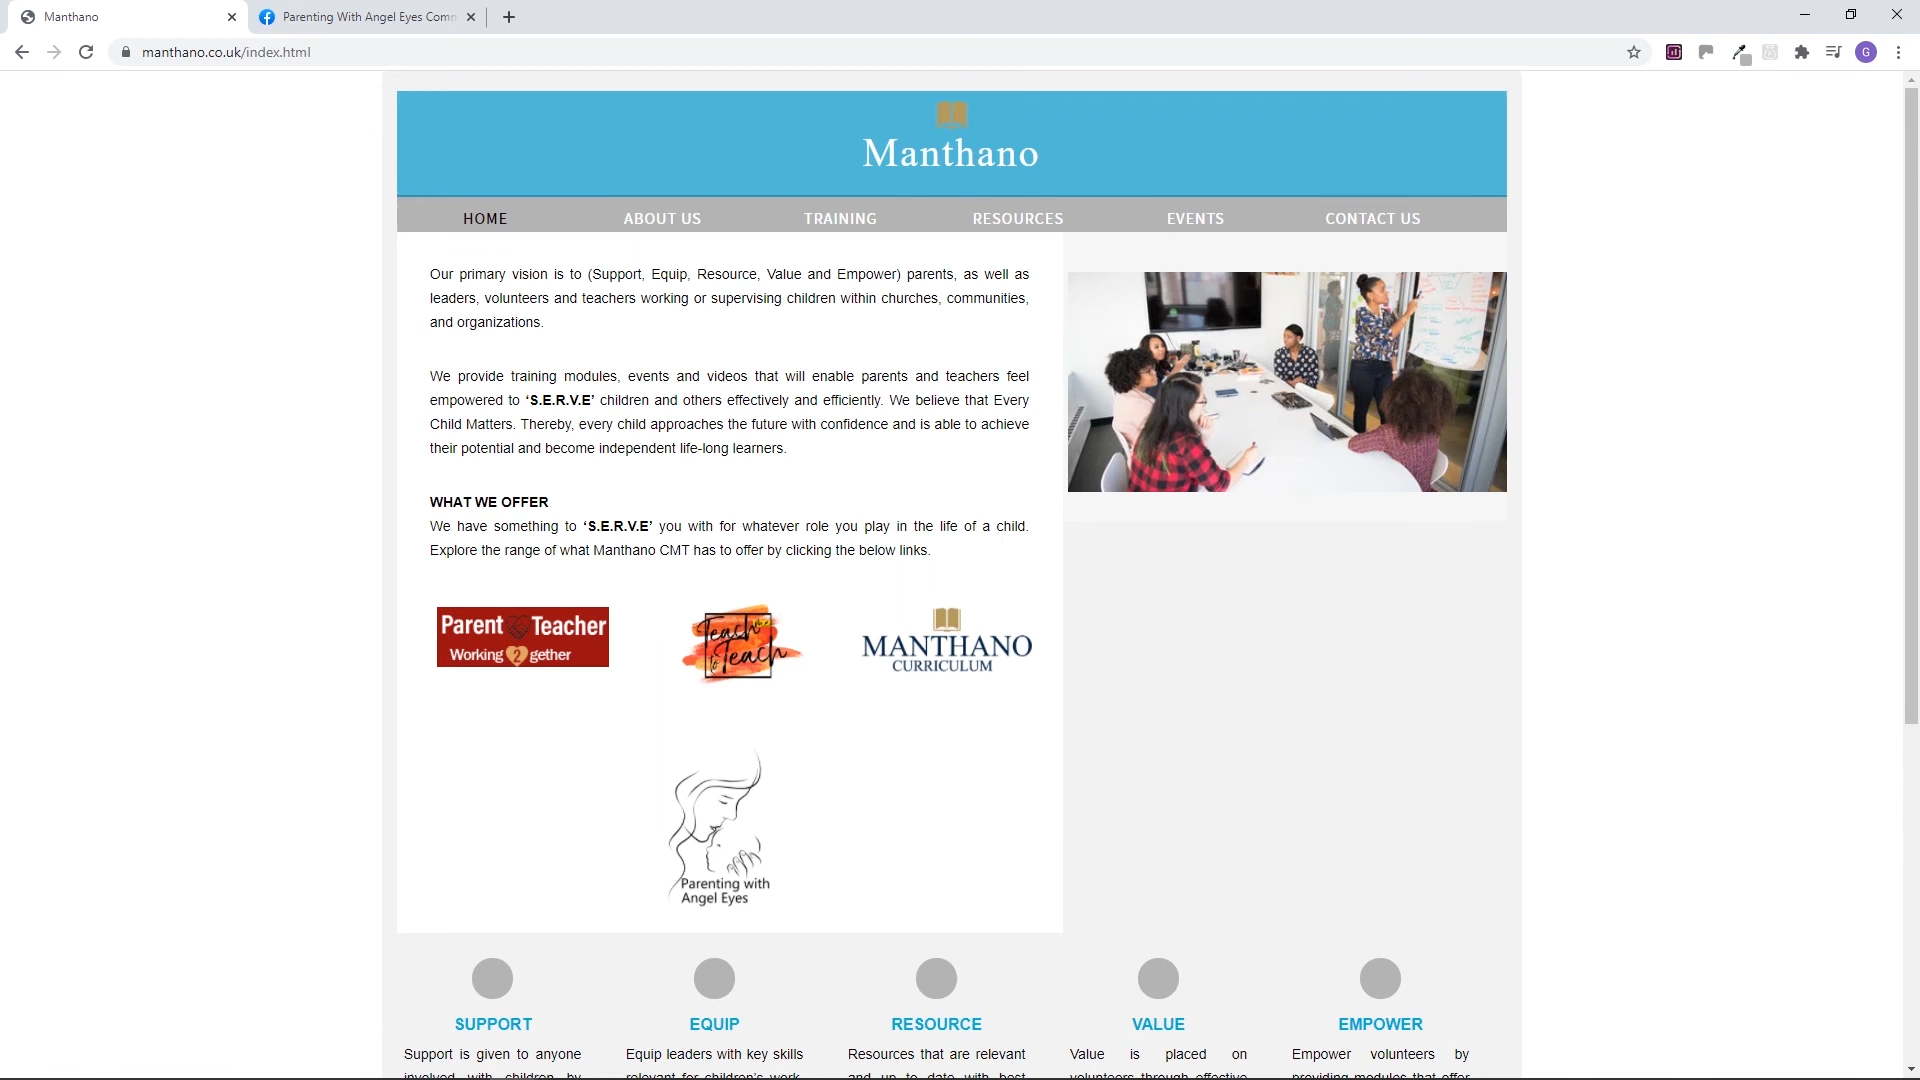 Manthano
Parenting With Angel Eyes Com
manthano.co.uk/index.html
G
Manthano
HOME ABOUT US TRAINING RESOURCES EVENTS CONTACT US
Our primary vision is to (Support, Equip, Resource, Value and Empower) parents, as well as
leaders, volunteers and teachers working or supervising children within churches, communities,
and organizations.
We provide training modules, events and videos that will enable parents and teachers feel
empowered to ‘S.E.R.V.E’ children and others effectively and efficiently. We believe that Every
Child Matters. Thereby, every child approaches the future with confidence and is able to achieve
their potential and become independent life-long learners.
WHAT WE OFFER
We have something to ‘S.E.R.V.E’ you with for whatever role you play in the life of a child.
Explore the range of what Manthano CMT has to offer by clicking the below links.
Parent Teacher
Working 2 gether
Teach me
to Teach
MANTHANO
CURRICULUM
Parenting with
Angel Eyes
SUPPORT
Support is given to anyone
involved with children by
EQUIP
Equip leaders with key skills
relevant for children's work
RESOURCE
Resources that are relevant
and up to date with best
VALUE
Value is placed on
volunteers through effective
EMPOWER
Empower volunteers by
providing modules that offer